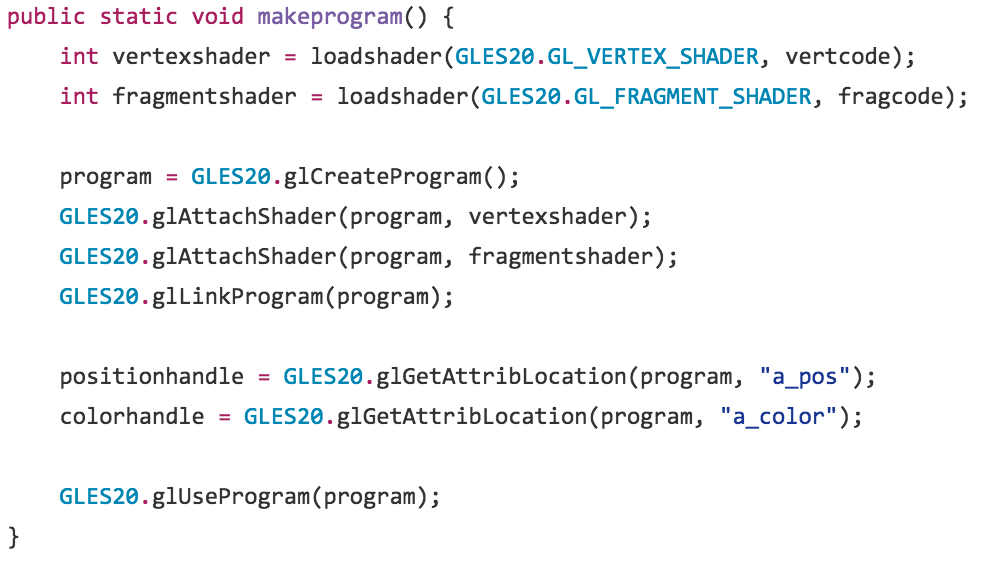 public static void makeprogram() {
    int vertexshader = loadshader(GLES20.GL_VERTEX_SHADER, vertcode);
    int fragmentshader = loadshader(GLES20.GL_FRAGMENT_SHADER, fragcode);

    program = GLES20.glCreateProgram();
    GLES20.glAttachShader(program, vertexshader);
    GLES20.glAttachShader(program, fragmentshader);
    GLES20.glLinkProgram(program);

    positionhandle = GLES20.glGetAttribLocation(program, "a_pos");
    colorhandle = GLES20.glGetAttribLocation(program, "a_color");

    GLES20.glUseProgram(program);
}